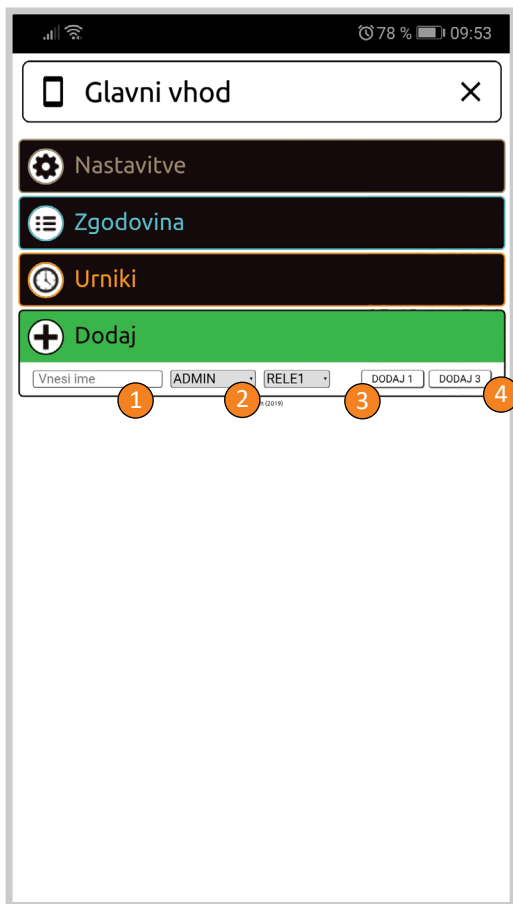 78 % 09:53
Glavni vhod
Nastavitve
Zgodovina
Urniki
Dodaj
Vnesi ime ADMIN RELE1 DODAJ 1 DODAJ 3
1 2 3 4
(2019)